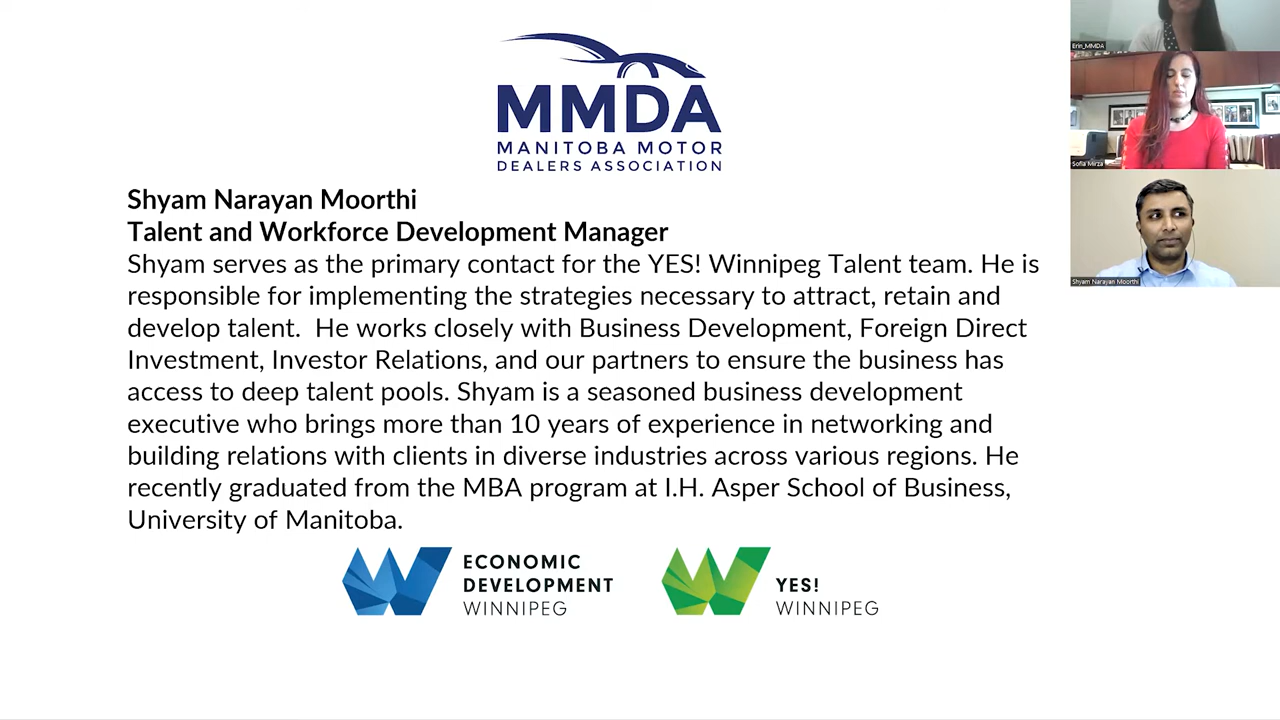 MMDA
MANITOBA MOTOR
DEALERS ASSOCIATION
Shyam Narayan Moorthi
Talent and Workforce Development Manager
Shyam serves as the primary contact for the YES! Winnipeg Talent team. He is
responsible for implementing the strategies necessary to attract, retain and
develop talent.  He works closely with Business Development, Foreign Direct
Investment, Investor Relations, and our partners to ensure the business has
access to deep talent pools. Shyam is a seasoned business development
executive who brings more than 10 years of experience in networking and
building relations with clients in diverse industries across various regions. He
recently graduated from the MBA program at I.H. Asper School of Business,
University of Manitoba.
ECONOMIC
DEVELOPMENT
WINNIPEG
YES!
WINNIPEG
Erin_MMDA
Sofia Mirza
Shyam Narayan Moorthi